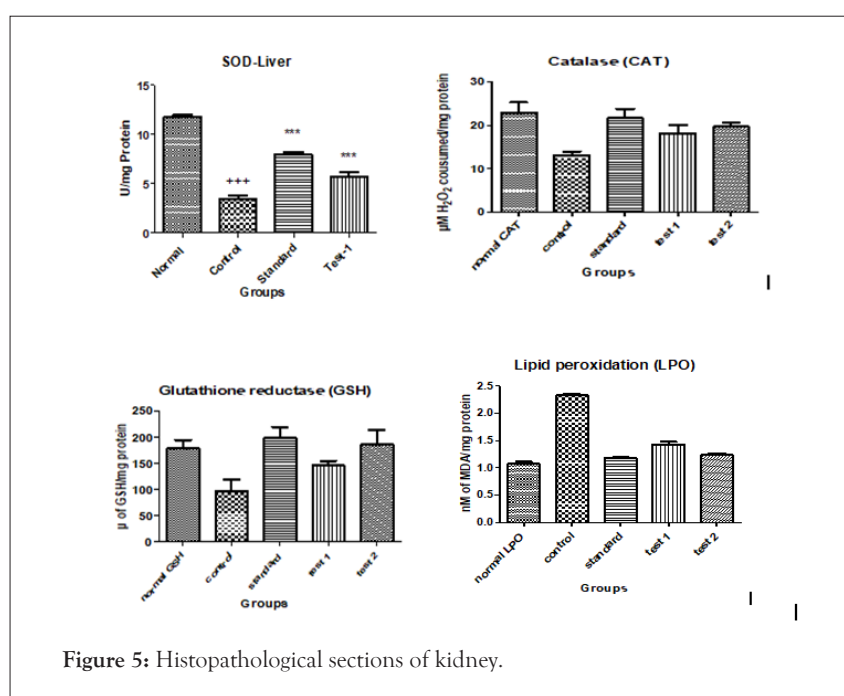 SOD-Liver
15
10
5
0
U/mg Protein
+++
***
***
Normal
Control
Standard
Test-1
Groups
Catalase (CAT)
30
20
10
0
µM H₂O₂ cousumed/mg protein
normal CAT
control
standard
test 1
test 2
Groups
Glutathione reductase (GSH)
250
200
150
100
50
0
µ of GSH/mg protein
normal GSH
control
standard
test 1
test 2
Groups
Lipid peroxidation (LPO)
2.5
2.0
1.5
1.0
0.5
0.0
nM of MDA/mg protein
normal LPO
control
standard
test 1
test 2
Groups
Figure 5: Histopathological sections of kidney.